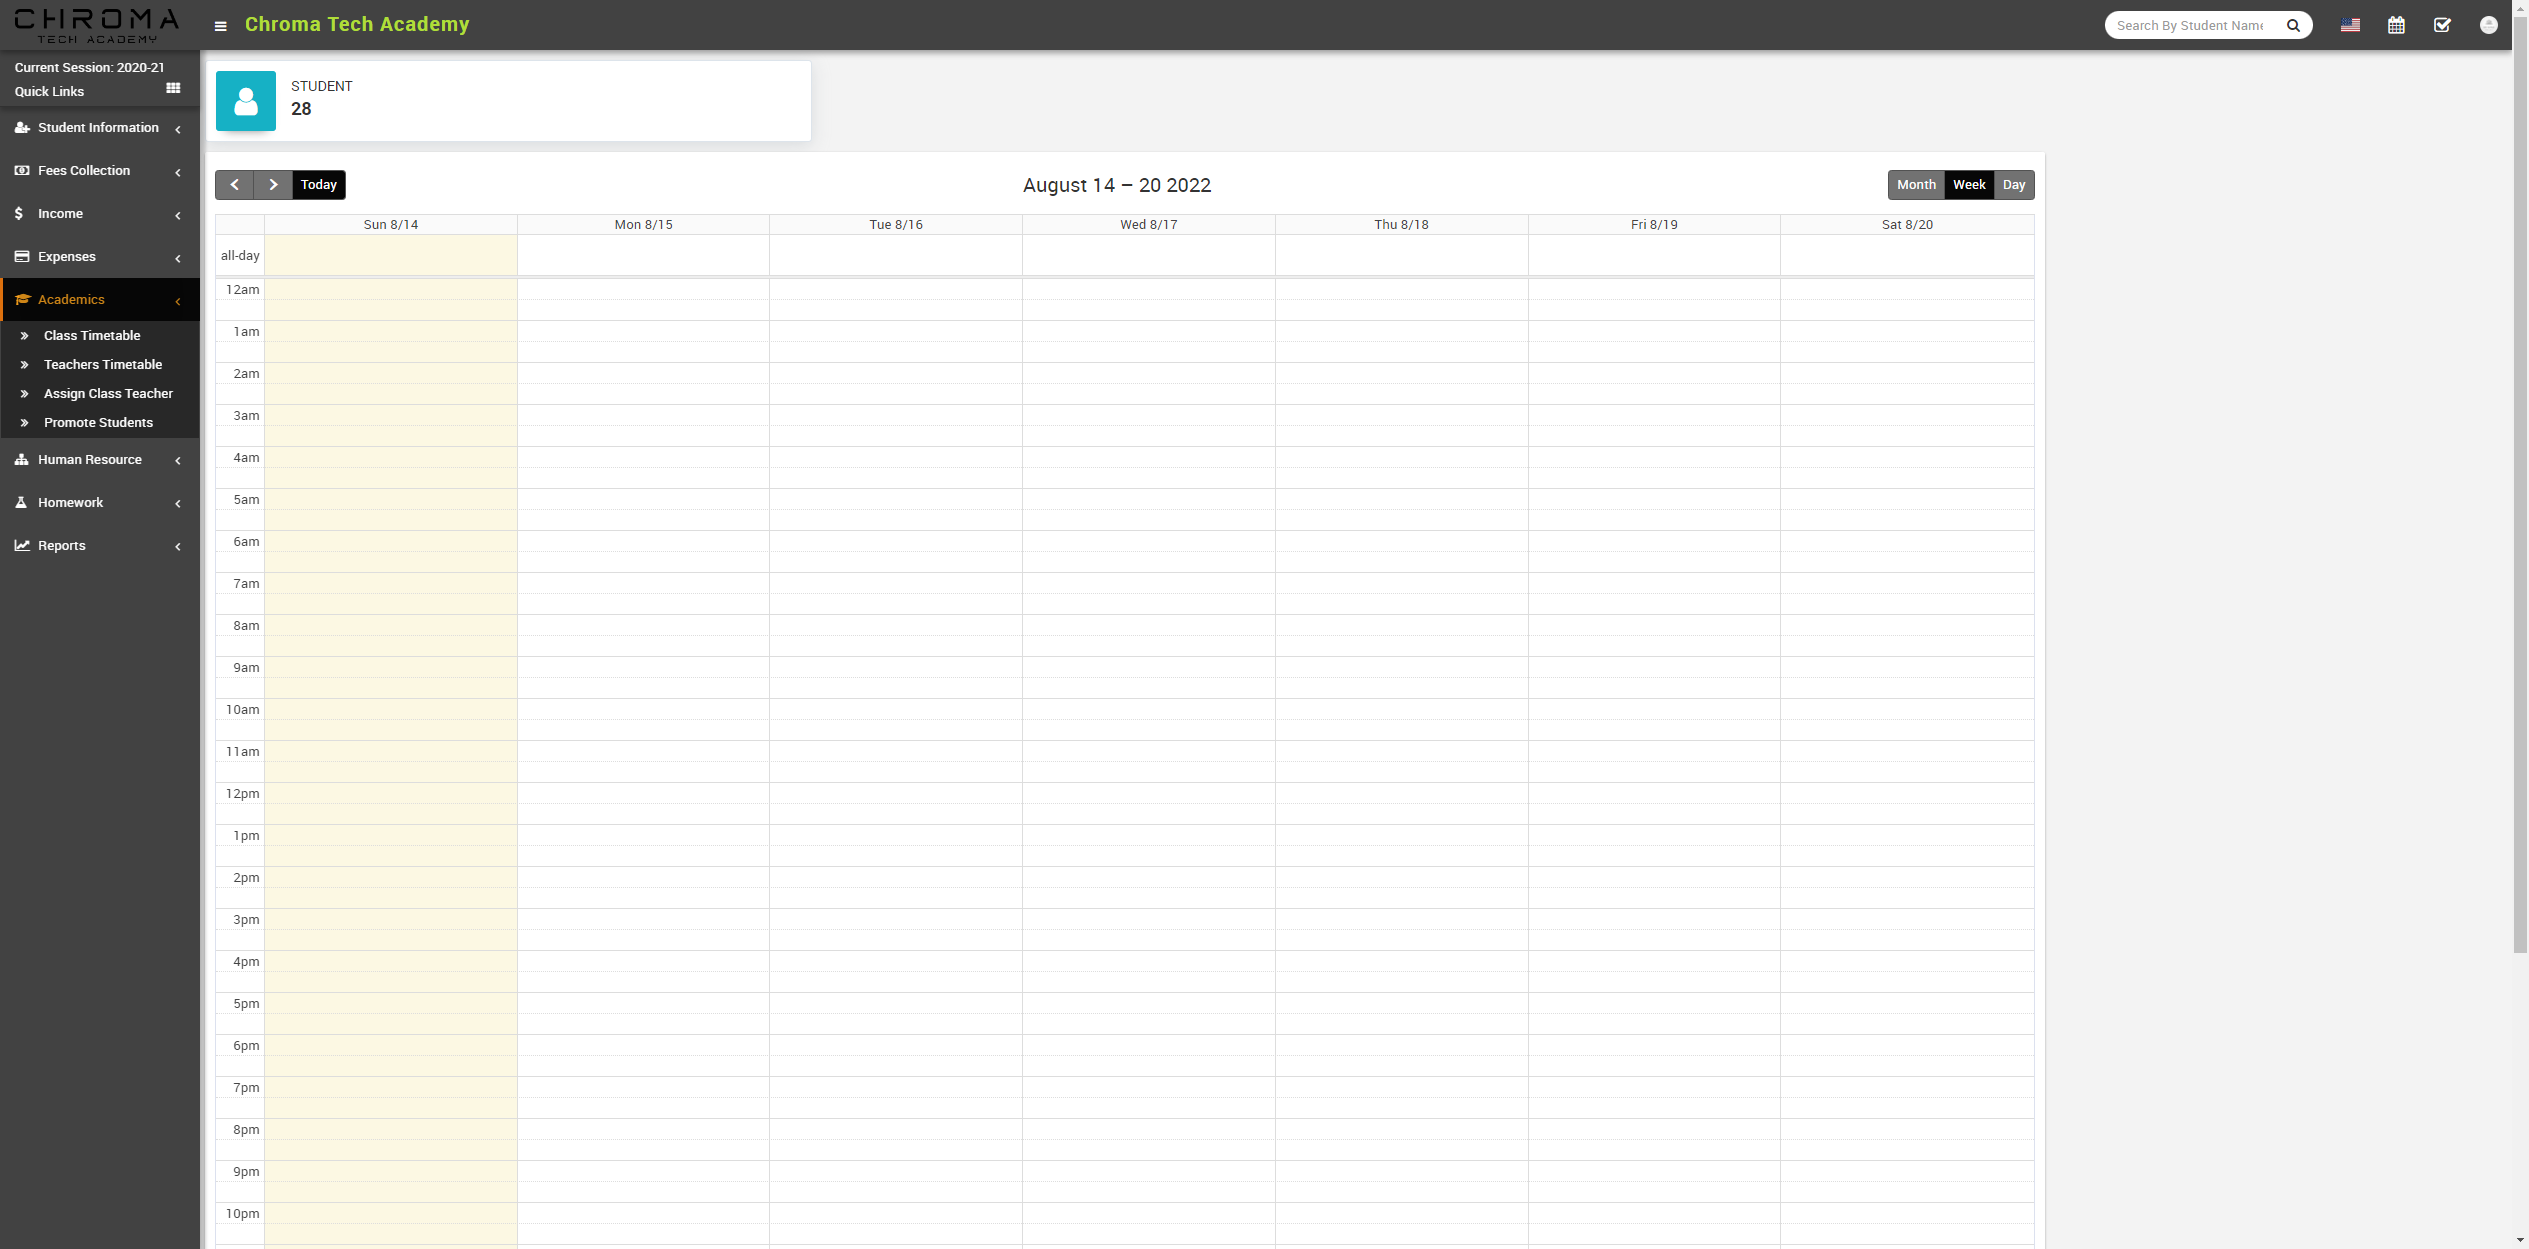 CHROMA
TECH ACADEMY
Chroma Tech Academy
Search By Student Name
Current Session: 2020-21
Quick Links
Student Information
Fees Collection
Income
Expenses
Academics
Class Timetable
Teachers Timetable
Assign Class Teacher
Promote Students
Human Resource
Homework
Reports
STUDENT
28
Today
August 14 – 20 2022
Month Week Day
Sun 8/14 Mon 8/15 Tue 8/16 Wed 8/17 Thu 8/18 Fri 8/19 Sat 8/20
all-day
12am
1am
2am
3am
4am
5am
6am
7am
8am
9am
10am
11am
12pm
1pm
2pm
3pm
4pm
5pm
6pm
7pm
8pm
9pm
10pm